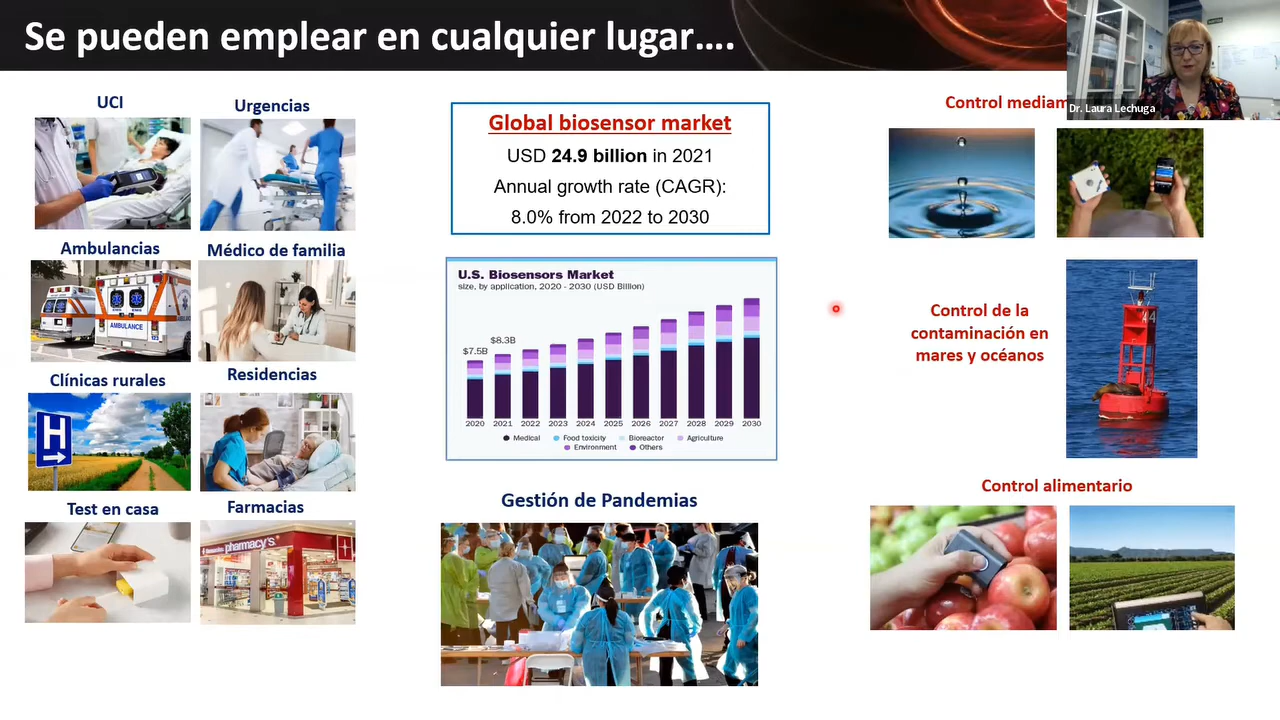 Se pueden emplear en cualquier lugar....
Dr. Laura Lechuga
UCI
Urgencias
Ambulancias
Médico de familia
AMBULANCE
Clínicas rurales
Residencias
H
Test en casa
Farmacias
pharmacy's
Global biosensor market
USD 24.9 billion in 2021
Annual growth rate (CAGR):
8.0% from 2022 to 2030
U.S. Biosensors Market
size, by application, 2020 - 2030 (USD Billion)
$7.5B
$8.3B
2020 2021 2022 2023 2024 2025 2026 2027 2028 2029 2030
Medical Food toxicity Bioreactor Agriculture
Environment Others
Gestión de Pandemias
Control mediam
Control de la
contaminación en
mares y océanos
Control alimentario